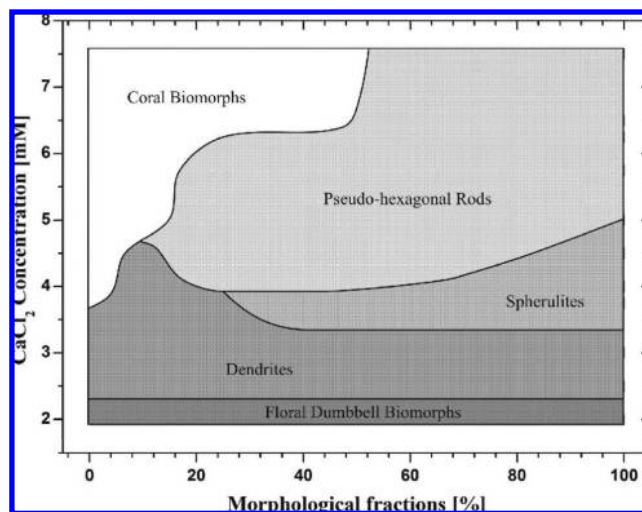 8
7
6
5
4
3
2
CaCl2 Concentration [mM]
Coral Biomorphs
Pseudo-hexagonal Rods
Spherulites
Dendrites
Floral Dumbbell Biomorphs
0 20 40 60 80 100
Morphological fractions [%]